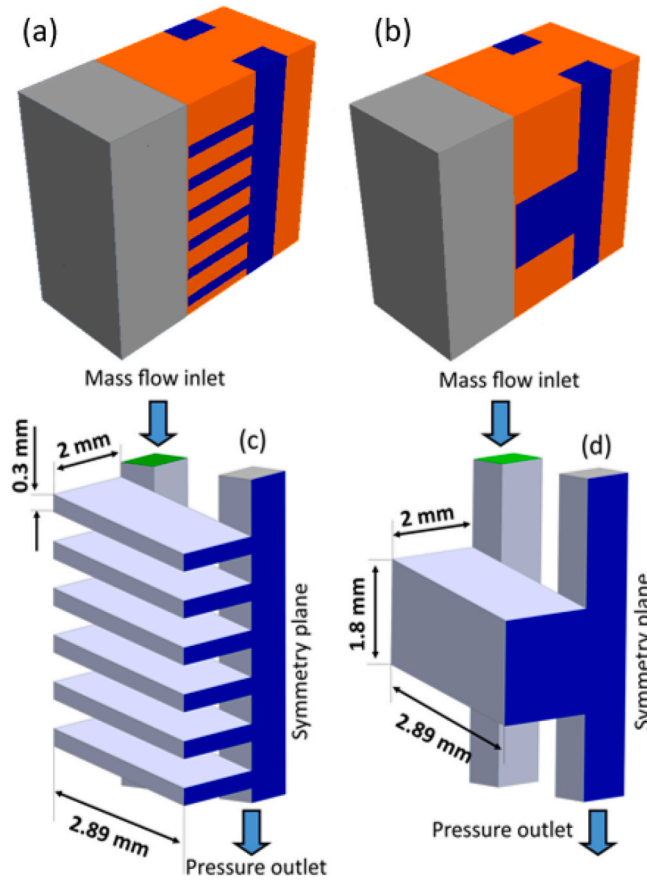 (a)
(b)
Mass flow inlet
Mass flow inlet
2 mm
0.3 mm
(c)
Symmetry plane
2.89 mm
Pressure outlet
2 mm
(d)
1.8 mm
2.89 mm
Symmetry plane
Pressure outlet